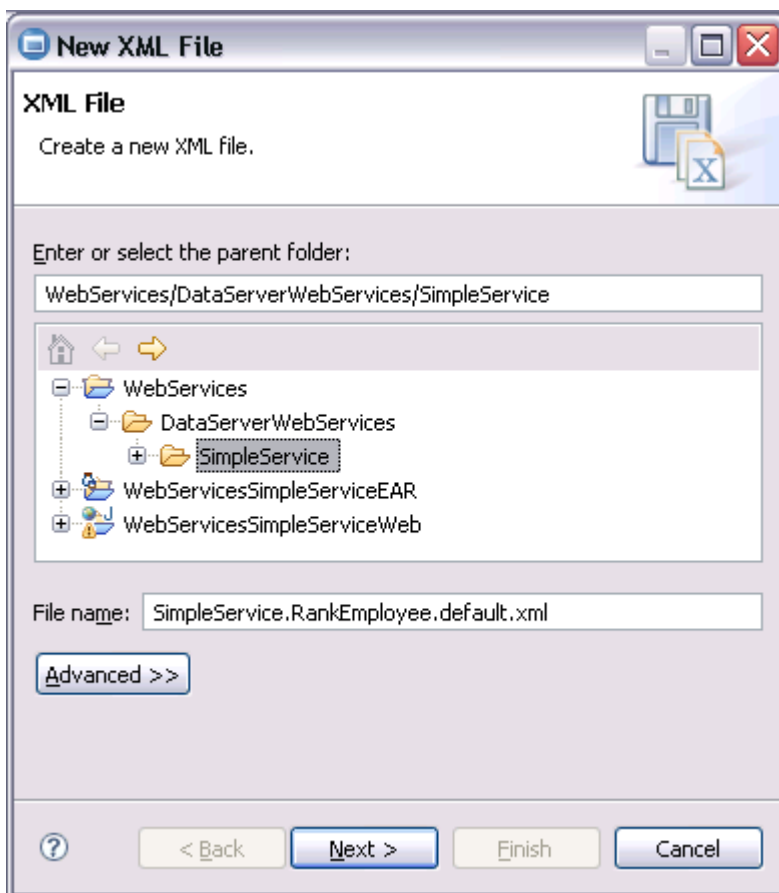 New XML File
XML File
Create a new XML file.
X
Enter or select the parent folder:
WebServices/DataServerWebServices/SimpleService
WebServices
DataServerWebServices
SimpleService
WebServicesSimpleServiceEAR
WebServicesSimpleServiceWeb
File name: SimpleService.RankEmployee.default.xml
Advanced >>
? < Back Next > Finish Cancel